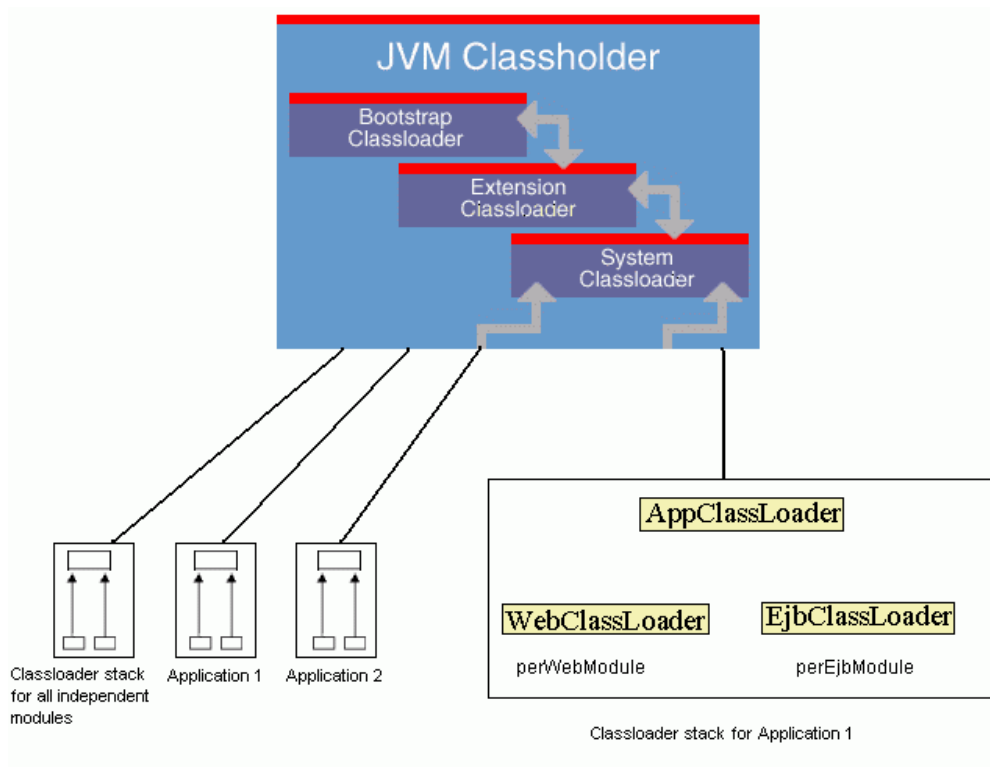 JVM Classholder
Bootstrap
Classloader
Extension
Classloader
System
Classloader
AppClassLoader
WebClassLoader
EjbClassLoader
perWebModule
perEjbModule
Classloader stack
for all independent
modules
Application 1
Application 2
Classloader stack for Application 1